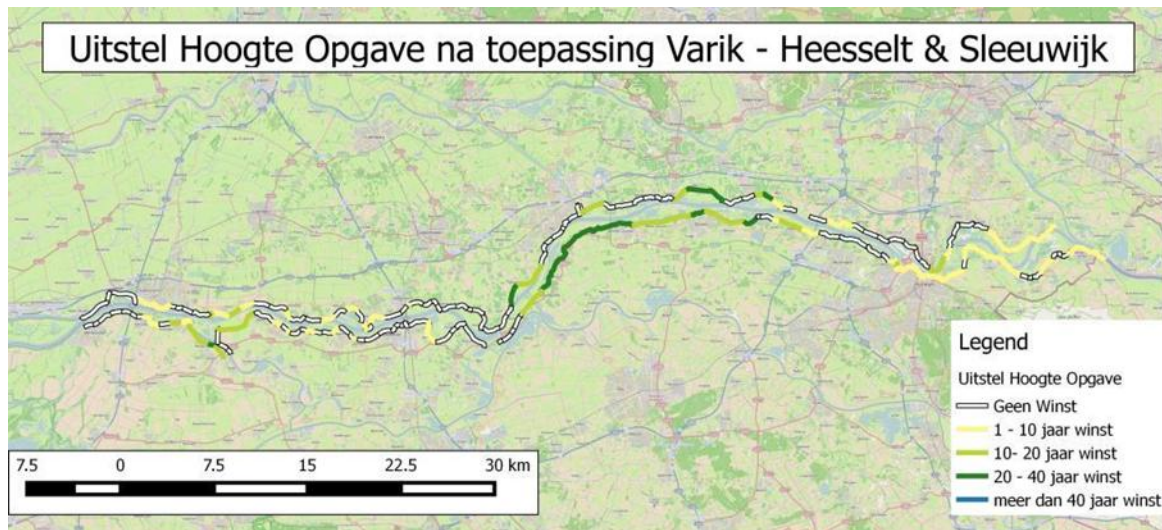 Uitstel Hoogte Opgave na toepassing Varik - Heesselt & Sleeuwijk
Legend
Uitstel Hoogte Opgave
Geen Winst
1 - 10 jaar winst
10- 20 jaar winst
20 - 40 jaar winst
meer dan 40 jaar winst
7.5 0 7.5 15 22.5 30 km